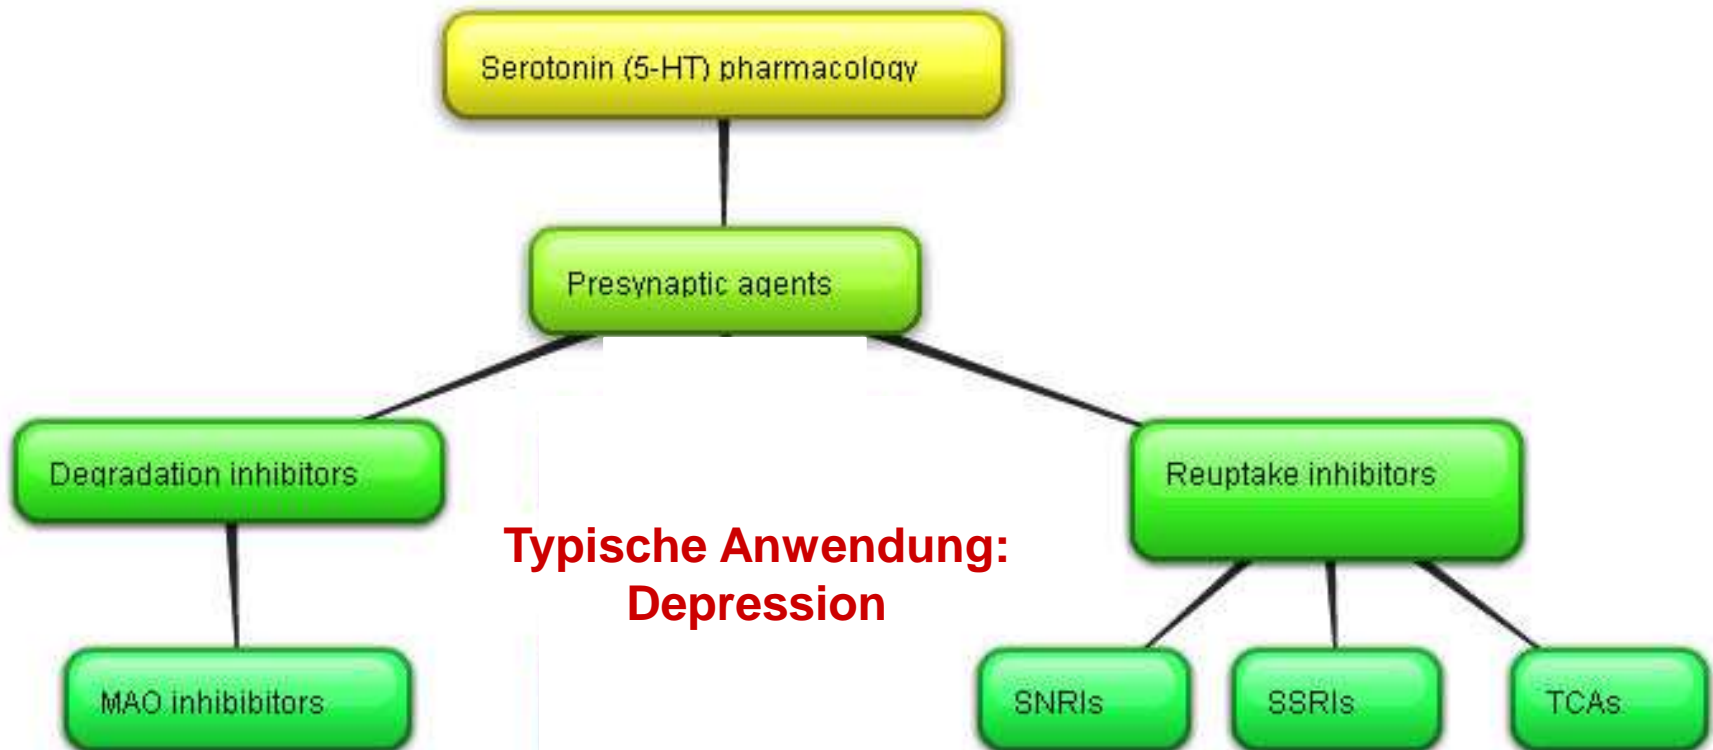 Serotonin (5-HT) pharmacology
Presynaptic agents
Degradation inhibitors
Reuptake inhibitors
Typische Anwendung:
Depression
MAO inhibibitors
SNRIs
SSRIs
TCAs